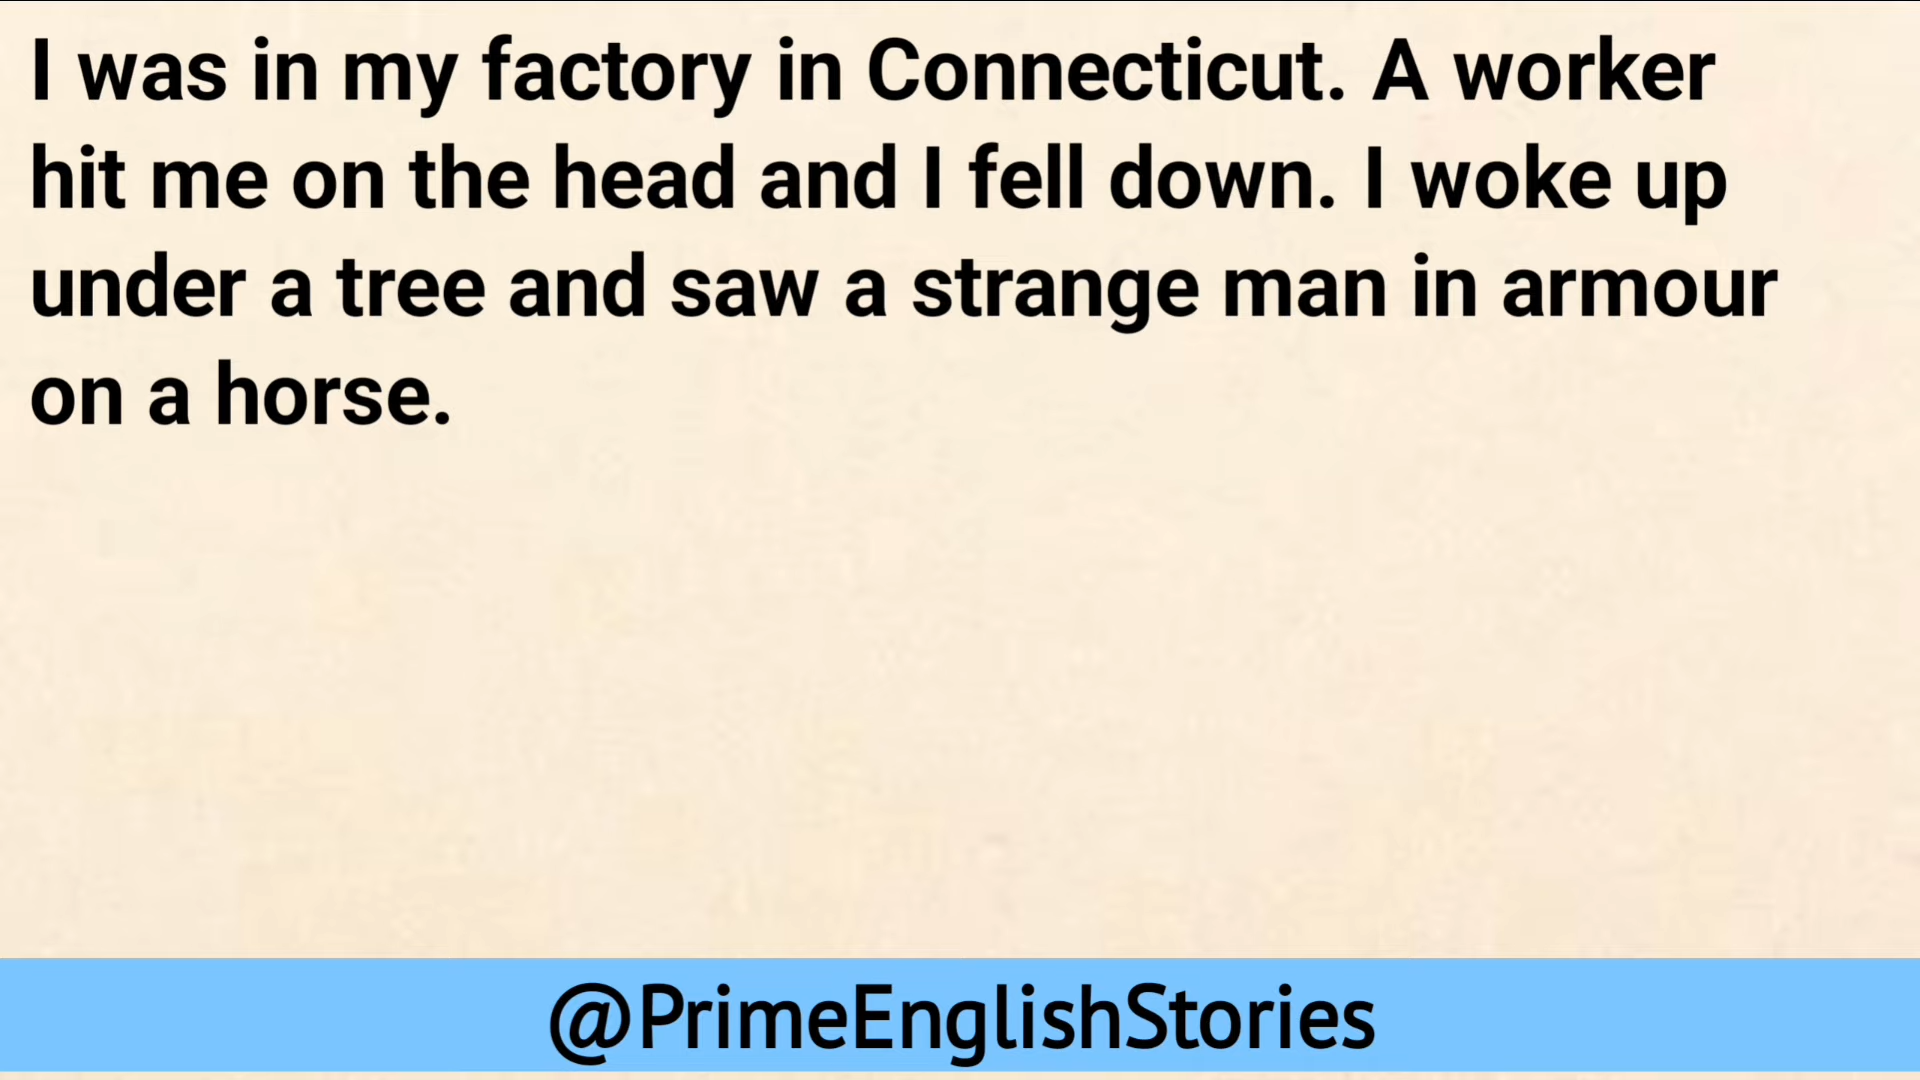 I was in my factory in Connecticut. A worker
hit me on the head and I fell down. I woke up
under a tree and saw a strange man in armour
on a horse.
@PrimeEnglishStories